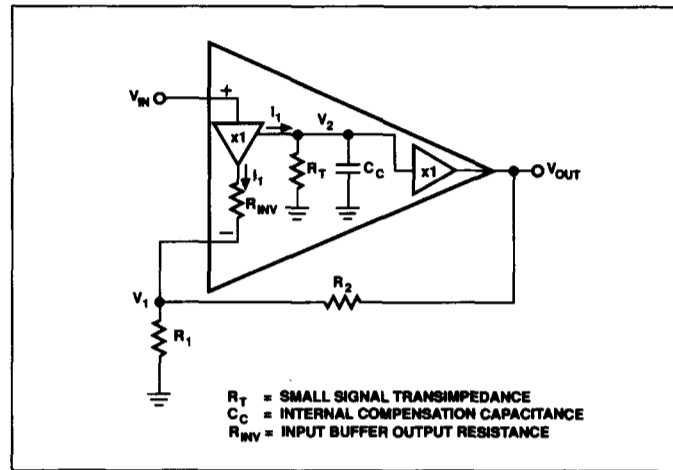 V_IN
+
I_1
V_2
x1
I_1
R_T
C_C
x1
V_OUT
R_INV
−
V_1
R_2
R_1
R_T = SMALL SIGNAL TRANSIMPEDANCE
C_C = INTERNAL COMPENSATION CAPACITANCE
R_INV = INPUT BUFFER OUTPUT RESISTANCE